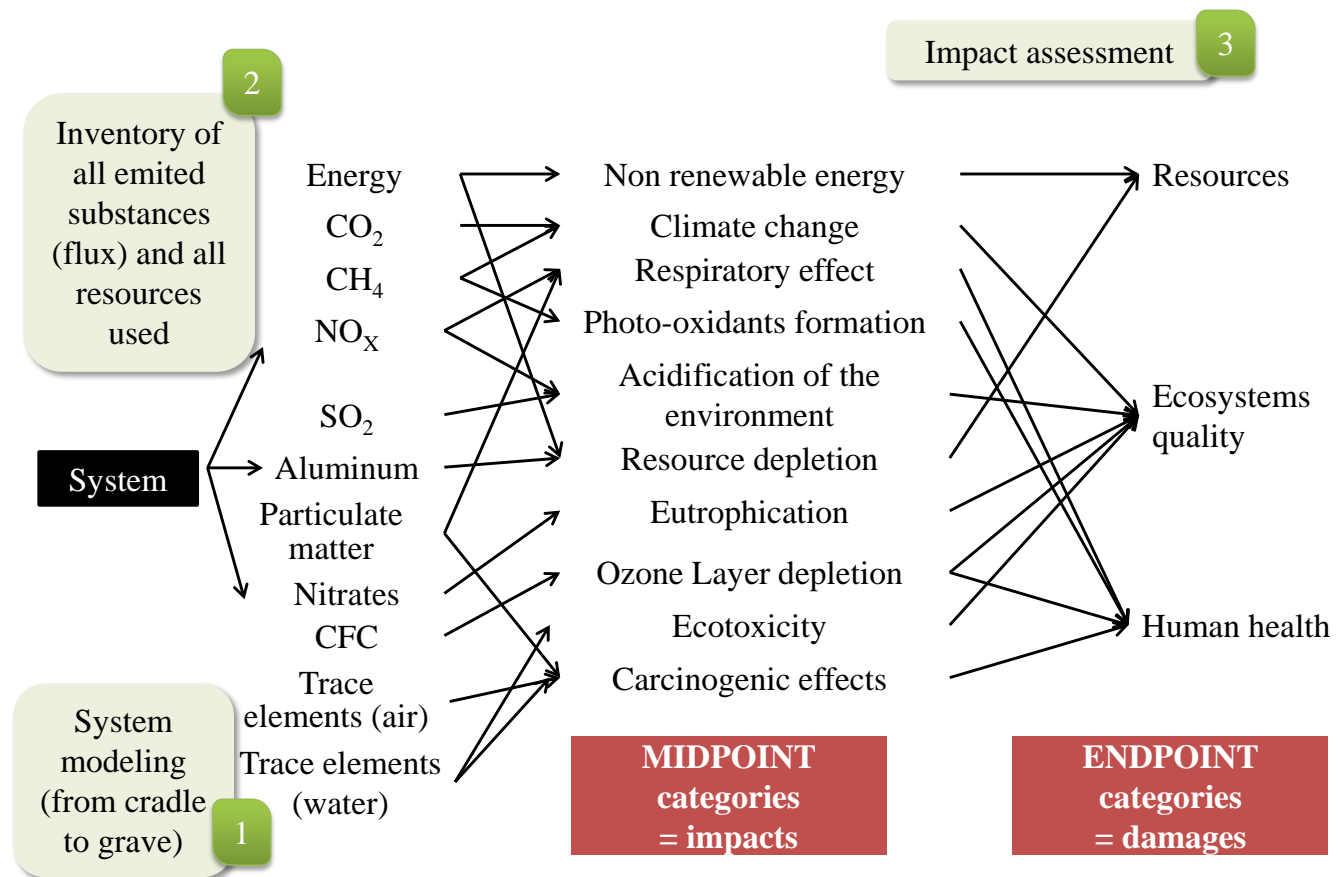 Impact assessment
3
2
Inventory of
all emited
substances
(flux) and all
resources
used
Energy
CO2
CH4
NOX
SO2
Aluminum
Particulate
matter
Nitrates
CFC
Trace
elements (air)
Trace elements
(water)
System
System
modeling
(from cradle
to grave)
1
Non renewable energy
Climate change
Respiratory effect
Photo-oxidants formation
Acidification of the
environment
Resource depletion
Eutrophication
Ozone Layer depletion
Ecotoxicity
Carcinogenic effects
MIDPOINT
categories
= impacts
Resources
Ecosystems
quality
Human health
ENDPOINT
categories
= damages